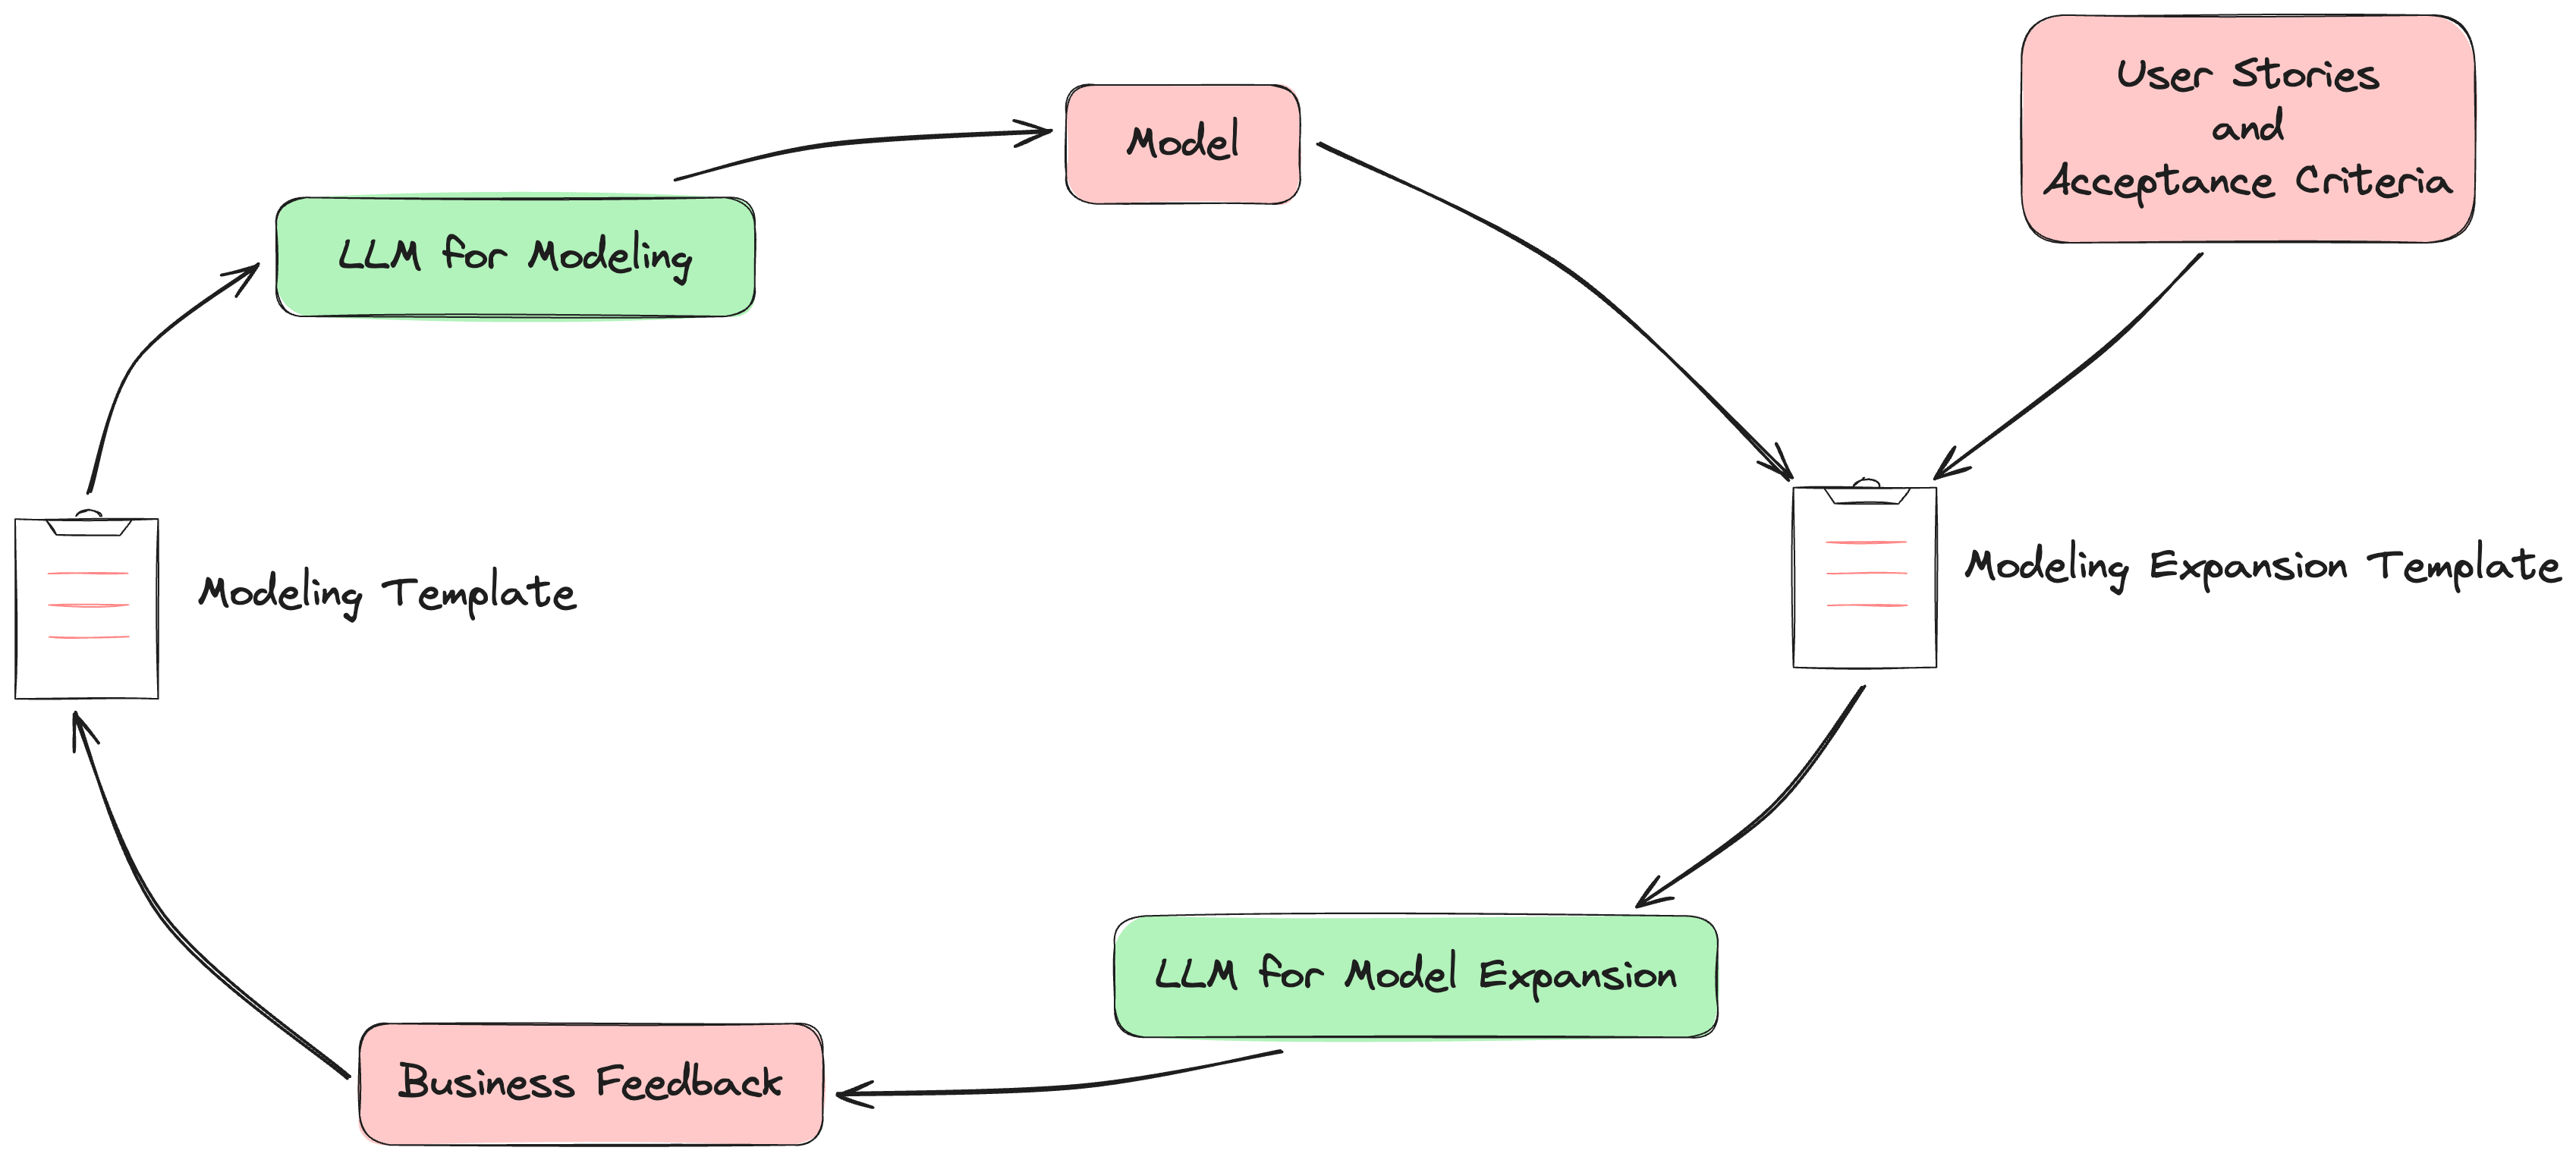 User Stories
and
Acceptance Criteria
Model
LLM for Modeling
Modeling Template
Modeling Expansion Template
LLM for Model Expansion
Business Feedback